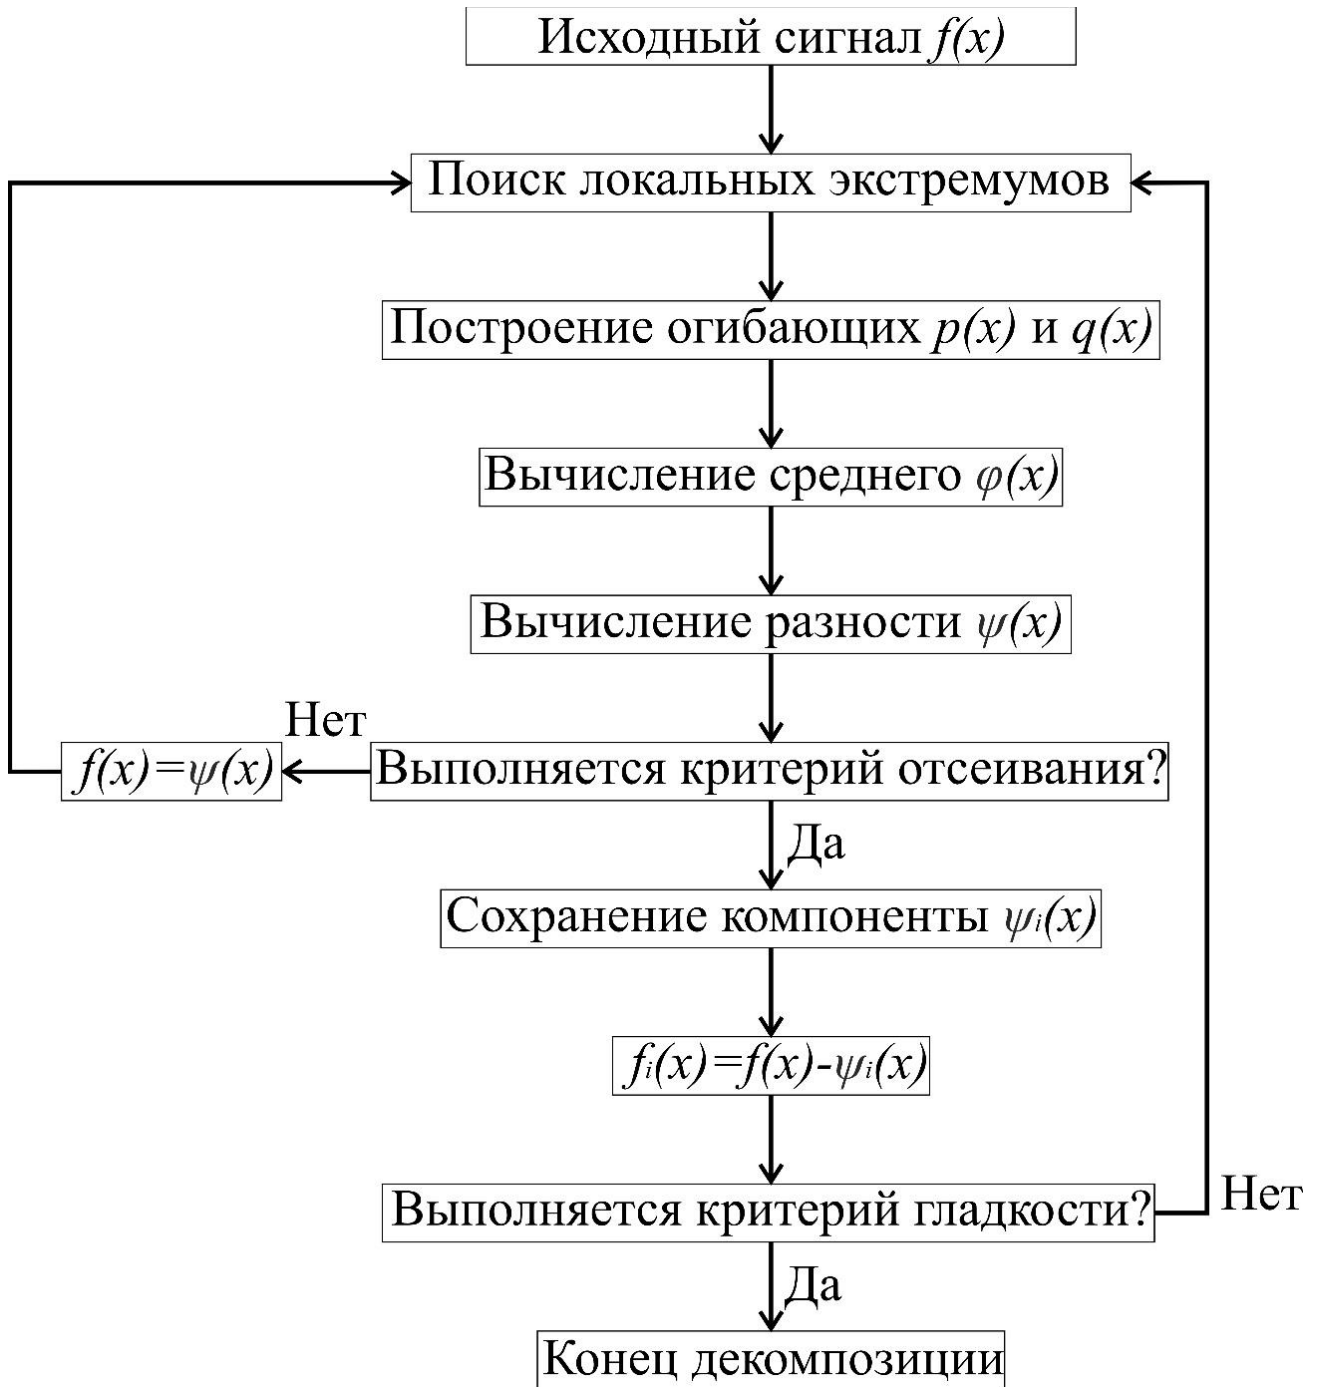 Исходный сигнал f(x)
Поиск локальных экстремумов
Построение огибающих p(x) и q(x)
Вычисление среднего φ(x)
Вычисление разности ψ(x)
Нет
f(x)=ψ(x)
Выполняется критерий отсеивания?
Да
Сохранение компоненты ψᵢ(x)
fᵢ(x)=f(x)-ψᵢ(x)
Выполняется критерий гладкости?
Нет
Да
Конец декомпозиции